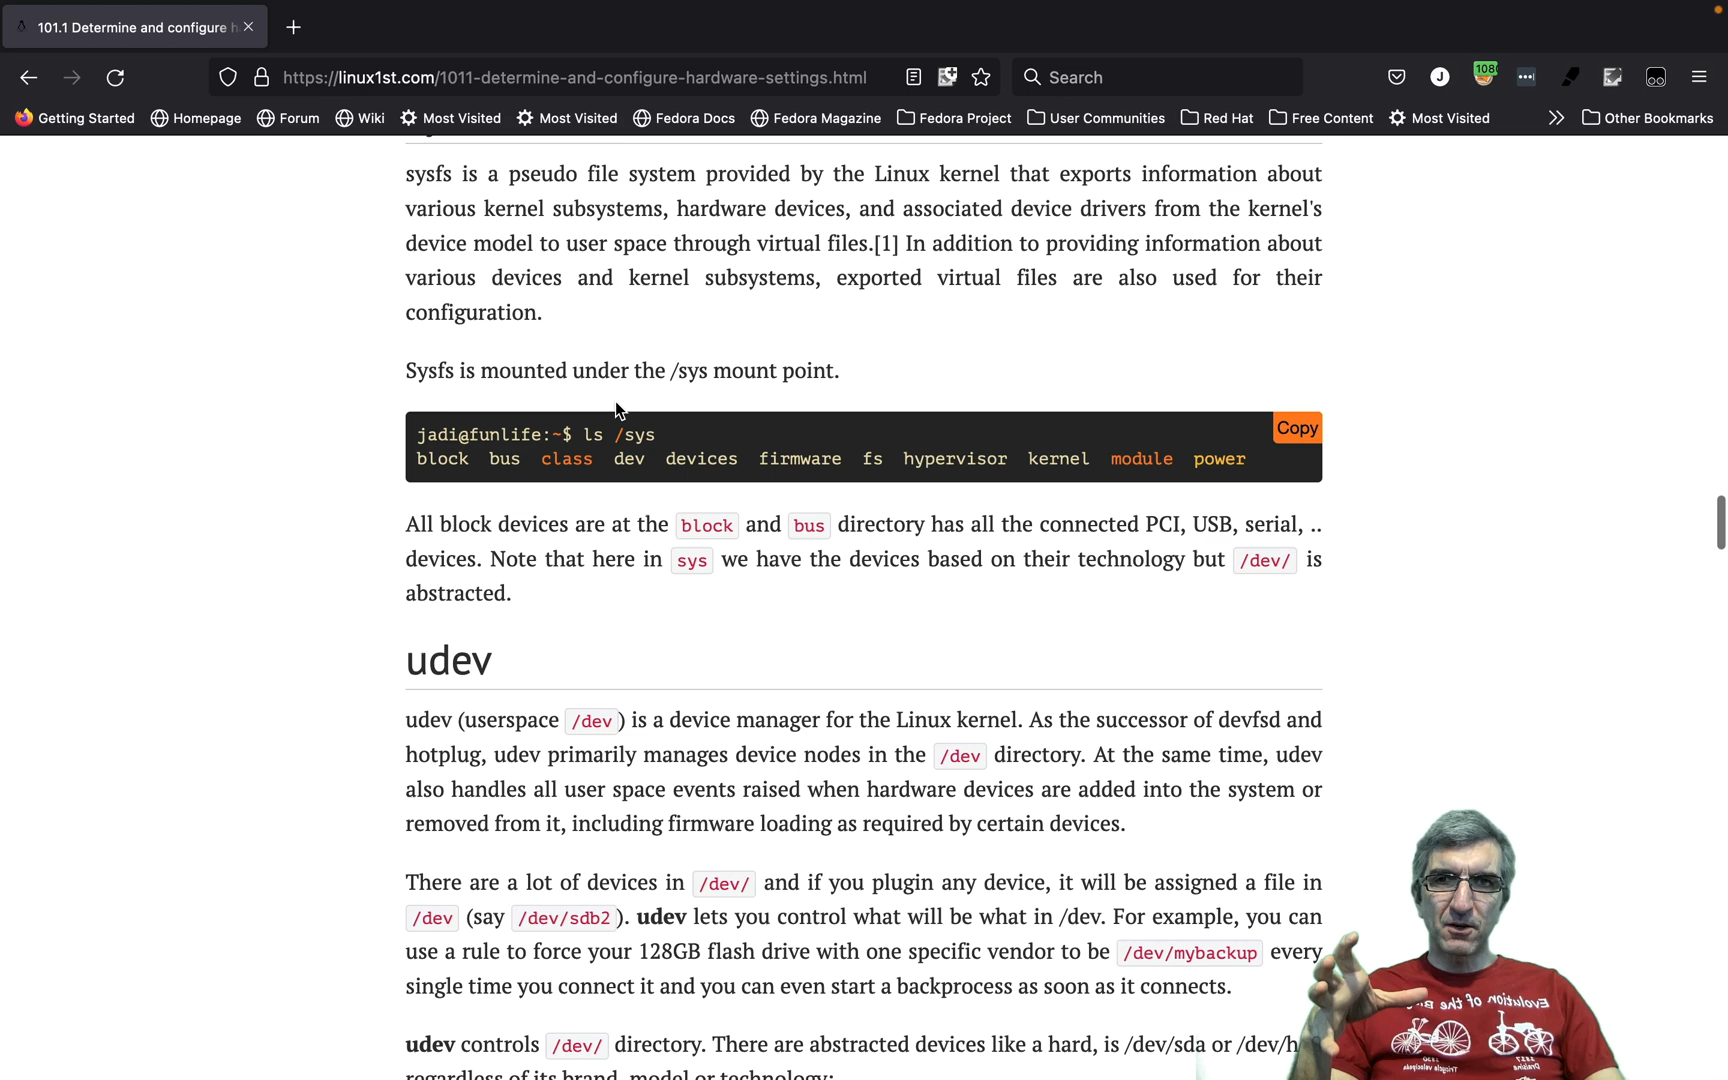 101.1 Determine and configure h
https://linux1st.com/1011-determine-and-configure-hardware-settings.html
Search
J
108
Getting Started Homepage Forum Wiki Most Visited Most Visited Fedora Docs Fedora Magazine Fedora Project User Communities Red Hat Free Content Most Visited Other Bookmarks
sysfs is a pseudo file system provided by the Linux kernel that exports information about
various kernel subsystems, hardware devices, and associated device drivers from the kernel's
device model to user space through virtual files.[1] In addition to providing information about
various devices and kernel subsystems, exported virtual files are also used for their
configuration.
Sysfs is mounted under the /sys mount point.
Copy
jadi@funlife:~$ ls /sys
block bus class dev devices firmware fs hypervisor kernel module power
All block devices are at the block and bus directory has all the connected PCI, USB, serial, ..
devices. Note that here in sys we have the devices based on their technology but /dev/ is
abstracted.
udev
udev (userspace /dev) is a device manager for the Linux kernel. As the successor of devfsd and
hotplug, udev primarily manages device nodes in the /dev directory. At the same time, udev
also handles all user space events raised when hardware devices are added into the system or
removed from it, including firmware loading as required by certain devices.
There are a lot of devices in /dev/ and if you plugin any device, it will be assigned a file in
/dev (say /dev/sdb2). udev lets you control what will be what in /dev. For example, you can
use a rule to force your 128GB flash drive with one specific vendor to be /dev/mybackup every
single time you connect it and you can even start a backprocess as soon as it connects.
udev controls /dev/ directory. There are abstracted devices like a hard, is /dev/sda or /dev/h
regardless of its brand, model or technology:
Evolution of the